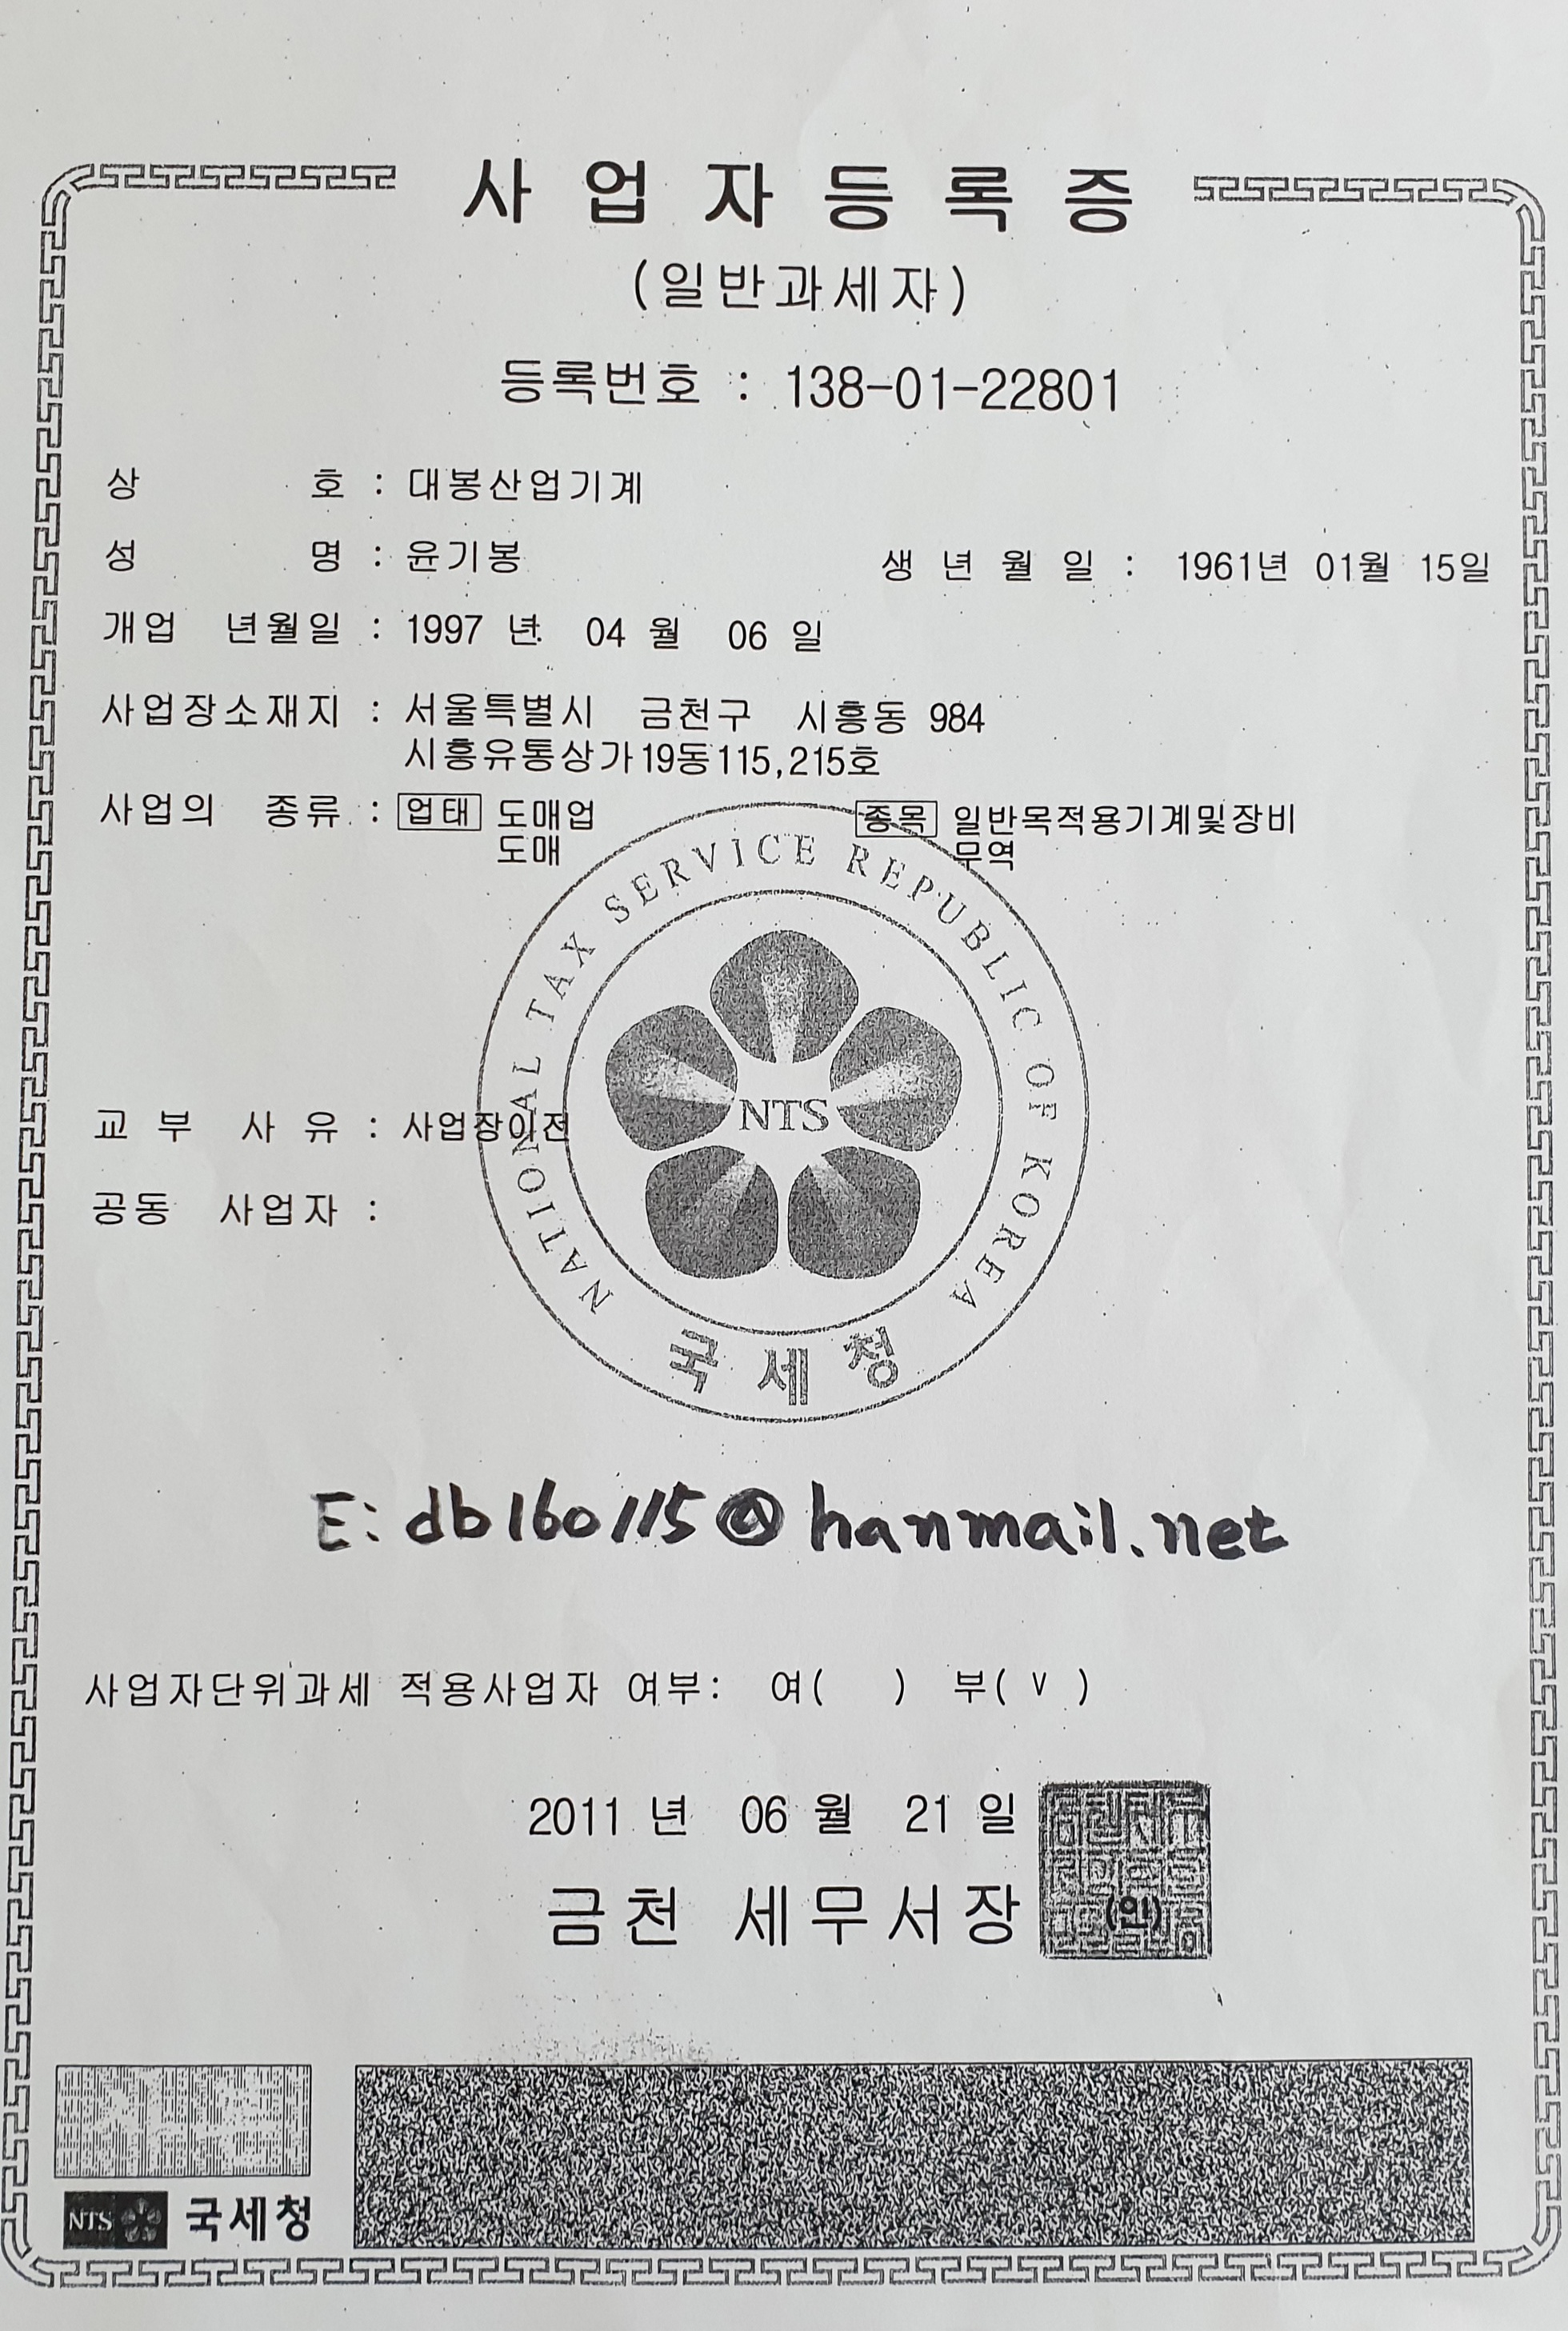 사업자등록증
(일반과세자)
등록번호 : 138-01-22801
상 호 : 대봉산업기계
성 명 : 윤기봉 생년월일 : 1961년 01월 15일
개업 년월일 : 1997 년 04 월 06 일
사업장소재지 : 서울특별시 금천구 시흥동 984
시흥유통상가19동115,215호
사업의 종류 : 업태 도매업 종목 일반목적용기계및장비
도매 무역
NATIONAL TAX SERVICE REPUBLIC OF KOREA
NTS
교 부 사 유 : 사업장이전
공동 사업자 :
국세청
E: db160115@hanmail.net
사업자단위과세 적용사업자 여부: 여( ) 부( v )
2011 년 06 월 21 일
금천 세무서장
(인)
NTS 국세청